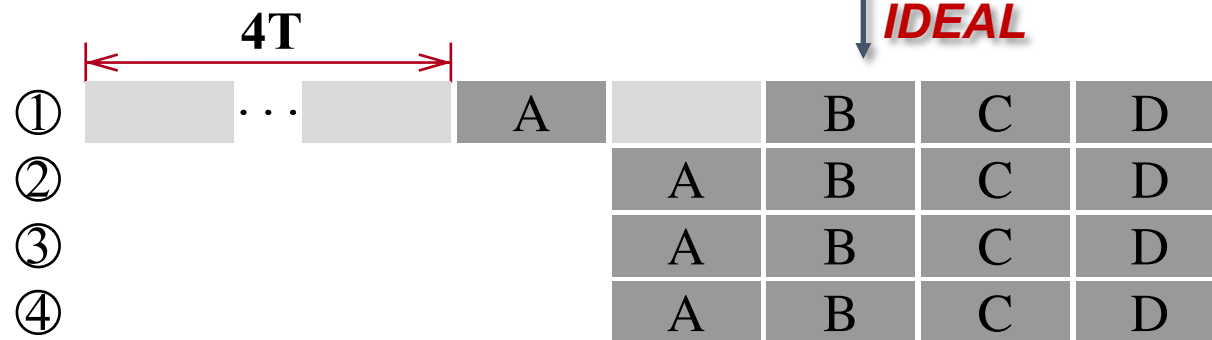 IDEAL
4T
① ··· A B C D
② A B C D
③ A B C D
④ A B C D